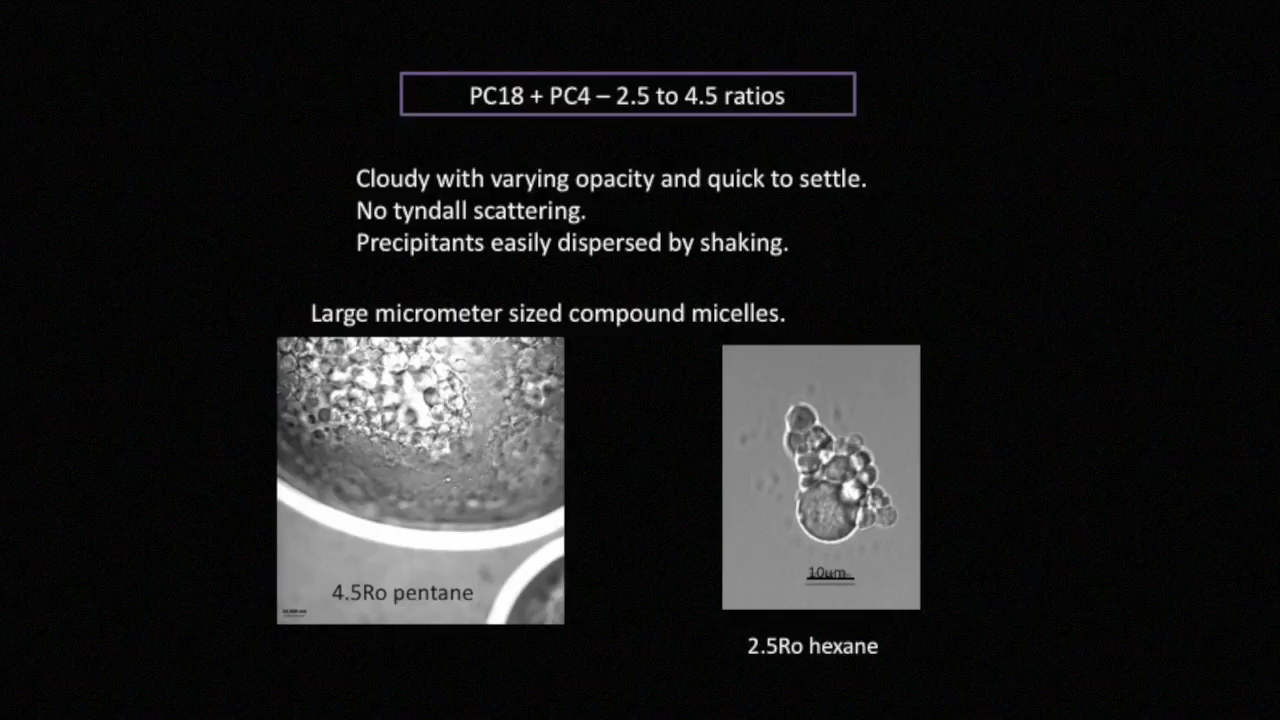 PC18 + PC4 – 2.5 to 4.5 ratios
Cloudy with varying opacity and quick to settle.
No tyndall scattering.
Precipitants easily dispersed by shaking.
Large micrometer sized compound micelles.
4.5Ro pentane
10um
2.5Ro hexane